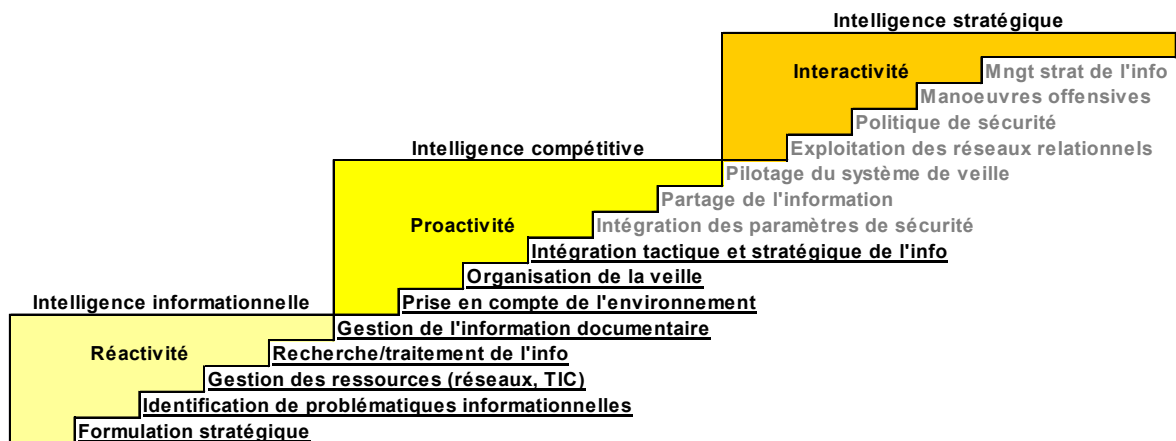 Intelligence stratégique
Interactivité
Mngt strat de l'info
Manoeuvres offensives
Politique de sécurité
Intelligence compétitive
Exploitation des réseaux relationnels
Pilotage du système de veille
Partage de l'information
Proactivité
Intégration des paramètres de sécurité
Intégration tactique et stratégique de l'info
Organisation de la veille
Intelligence informationnelle
Prise en compte de l'environnement
Gestion de l'information documentaire
Réactivité
Recherche/traitement de l'info
Gestion des ressources (réseaux, TIC)
Identification de problématiques informationnelles
Formulation stratégique